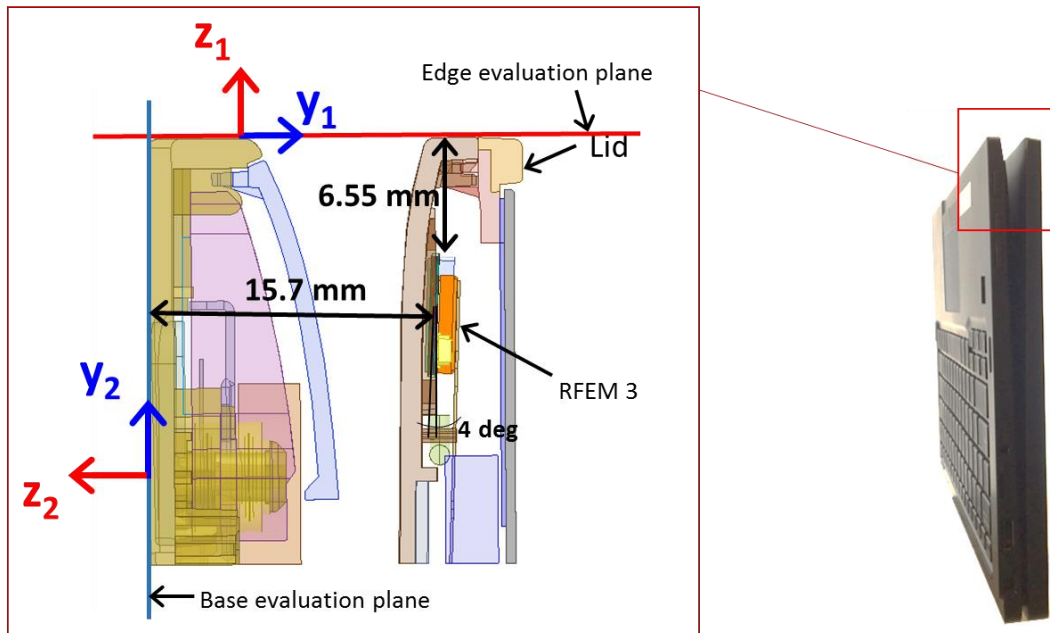 z1
Edge evaluation plane
y1
Lid
6.55 mm
15.7 mm
y2
RFEM 3
4 deg
z2
Base evaluation plane